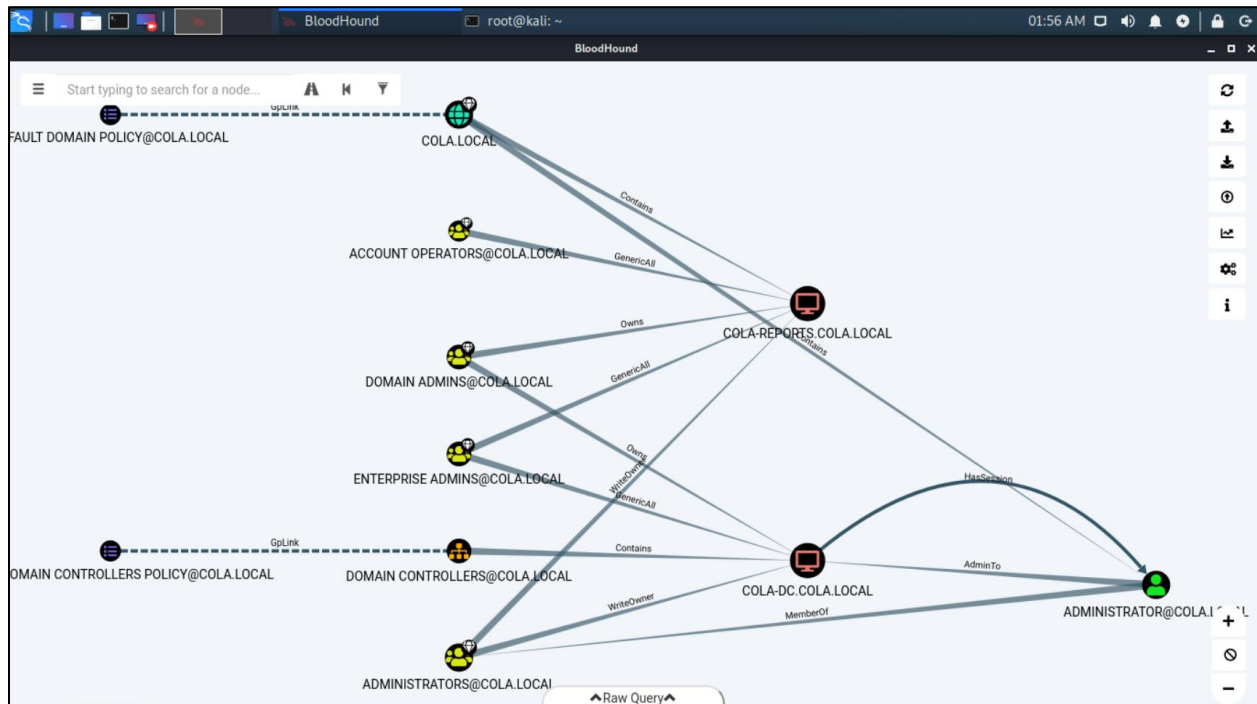 BloodHound
root@kali: ~
01:56 AM
BloodHound
Start typing to search for a node...
GpLink
FAULT DOMAIN POLICY@COLA.LOCAL
COLA.LOCAL
Contains
ACCOUNT OPERATORS@COLA.LOCAL
GenericAll
COLA-REPORTS.COLA.LOCAL
Owns
Contains
DOMAIN ADMINS@COLA.LOCAL
GenericAll
Owns
ENTERPRISE ADMINS@COLA.LOCAL
WriteOwner
GenericAll
HasSession
GpLink
Contains
OMAIN CONTROLLERS POLICY@COLA.LOCAL
DOMAIN CONTROLLERS@COLA.LOCAL
COLA-DC.COLA.LOCAL
AdminTo
WriteOwner
MemberOf
ADMINISTRATOR@COLA.L
ADMINISTRATORS@COLA.LOCAL
Raw Query